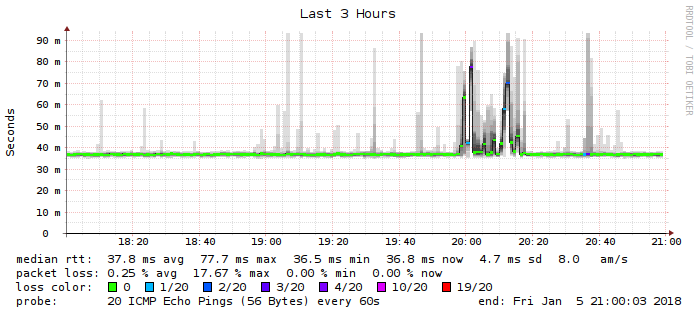 Last 3 Hours
RRDTOOL / TOBI OETIKER
Seconds
90 m
80 m
70 m
60 m
50 m
40 m
30 m
20 m
10 m
0
18:20 18:40 19:00 19:20 19:40 20:00 20:20 20:40 21:00
median rtt: 37.8 ms avg 77.7 ms max 36.5 ms min 36.8 ms now 4.7 ms sd 8.0 am/s
packet loss: 0.25 % avg 17.67 % max 0.00 % min 0.00 % now
loss color: 0 1/20 2/20 3/20 4/20 10/20 19/20
probe: 20 ICMP Echo Pings (56 Bytes) every 60s end: Fri Jan 5 21:00:03 2018